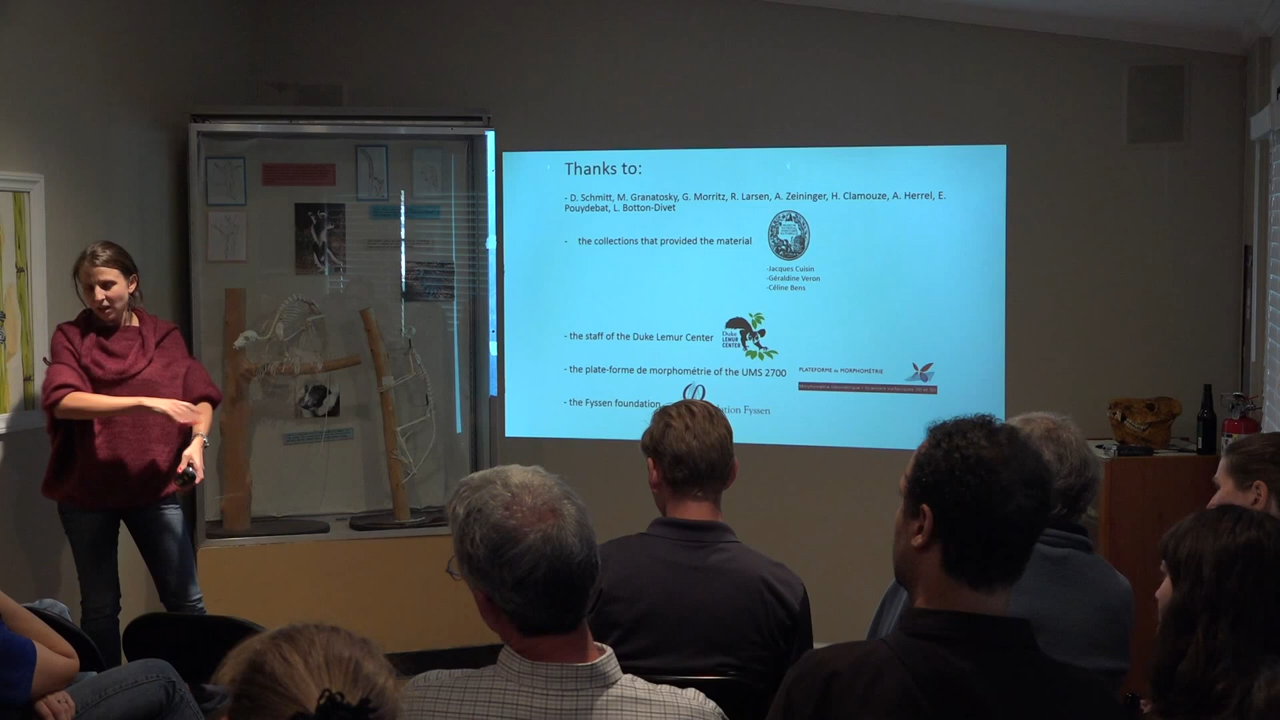 Thanks to:
- D. Schmitt, M. Granatosky, G. Morritz, R. Larsen, A. Zeininger, H. Clamouze, A. Herrel, E.
Pouydebat, L. Botton-Divet
- the collections that provided the material
-Jacques Cuisin
-Géraldine Veron
-Céline Bens
- the staff of the Duke Lemur Center
Duke
LEMUR
CENTER
- the plate-forme de morphométrie of the UMS 2700
PLATEFORME DE MORPHOMÉTRIE
- the Fyssen foundation
Fyssen